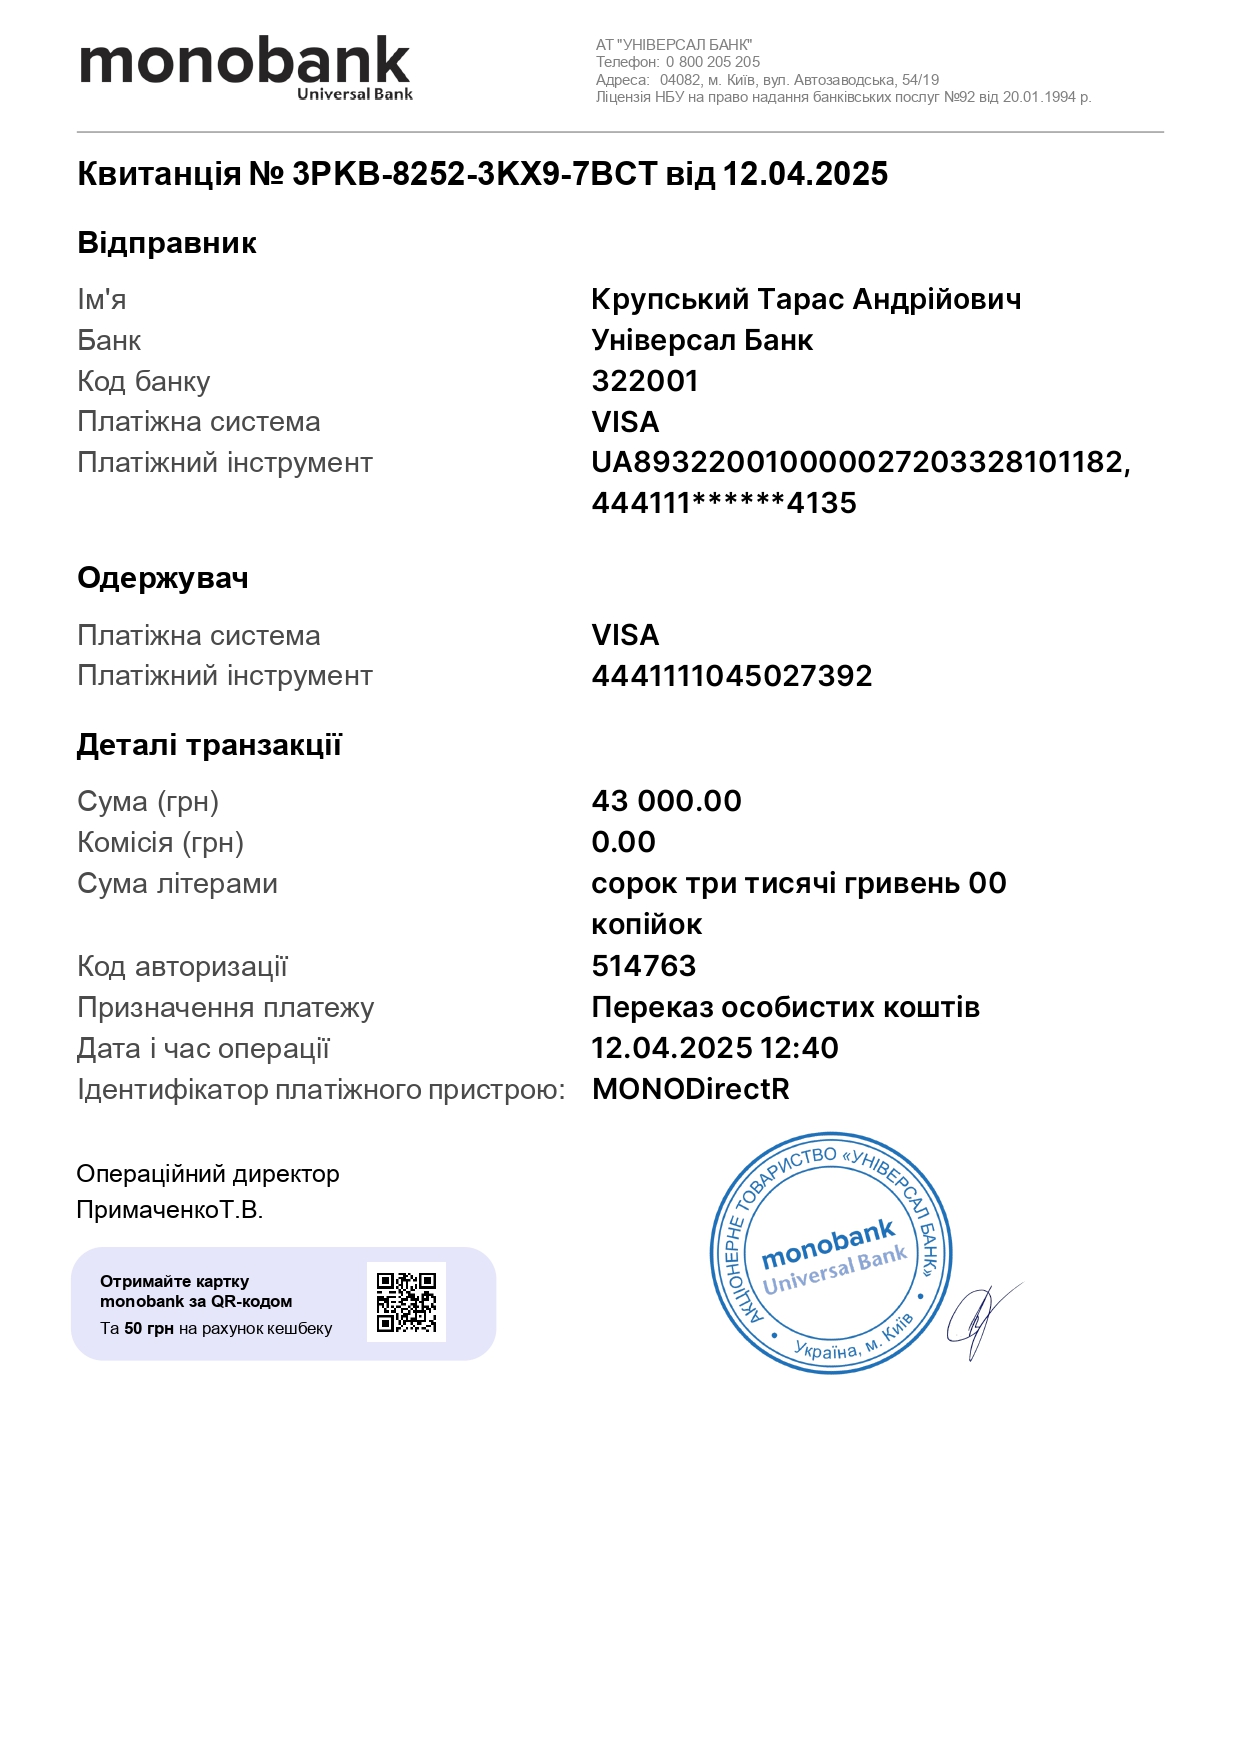 monobank
Universal Bank
АТ "УНІВЕРСАЛ БАНК"
Телефон: 0 800 205 205
Адреса: 04082, м. Київ, вул. Автозаводська, 54/19
Ліцензія НБУ на право надання банківських послуг №92 від 20.01.1994 р.
Квитанція № 3PKB-8252-3KX9-7BCT від 12.04.2025
Відправник
Ім'я Крупський Тарас Андрійович
Банк Універсал Банк
Код банку 322001
Платіжна система VISA
Платіжний інструмент UA893220010000027203328101182,
444111******4135
Одержувач
Платіжна система VISA
Платіжний інструмент 4441111045027392
Деталі транзакції
Сума (грн) 43 000.00
Комісія (грн) 0.00
Сума літерами сорок три тисячі гривень 00
копійок
Код авторизації 514763
Призначення платежу Переказ особистих коштів
Дата і час операції 12.04.2025 12:40
Ідентифікатор платіжного пристрою: MONODirectR
Операційний директор
ПримаченкоТ.В.
Отримайте картку
monobank за QR-кодом
Та 50 грн на рахунок кешбеку
АКЦІОНЕРНЕ ТОВАРИСТВО «УНІВЕРСАЛ БАНК»
monobank
Universal Bank
• Україна, м. Київ •